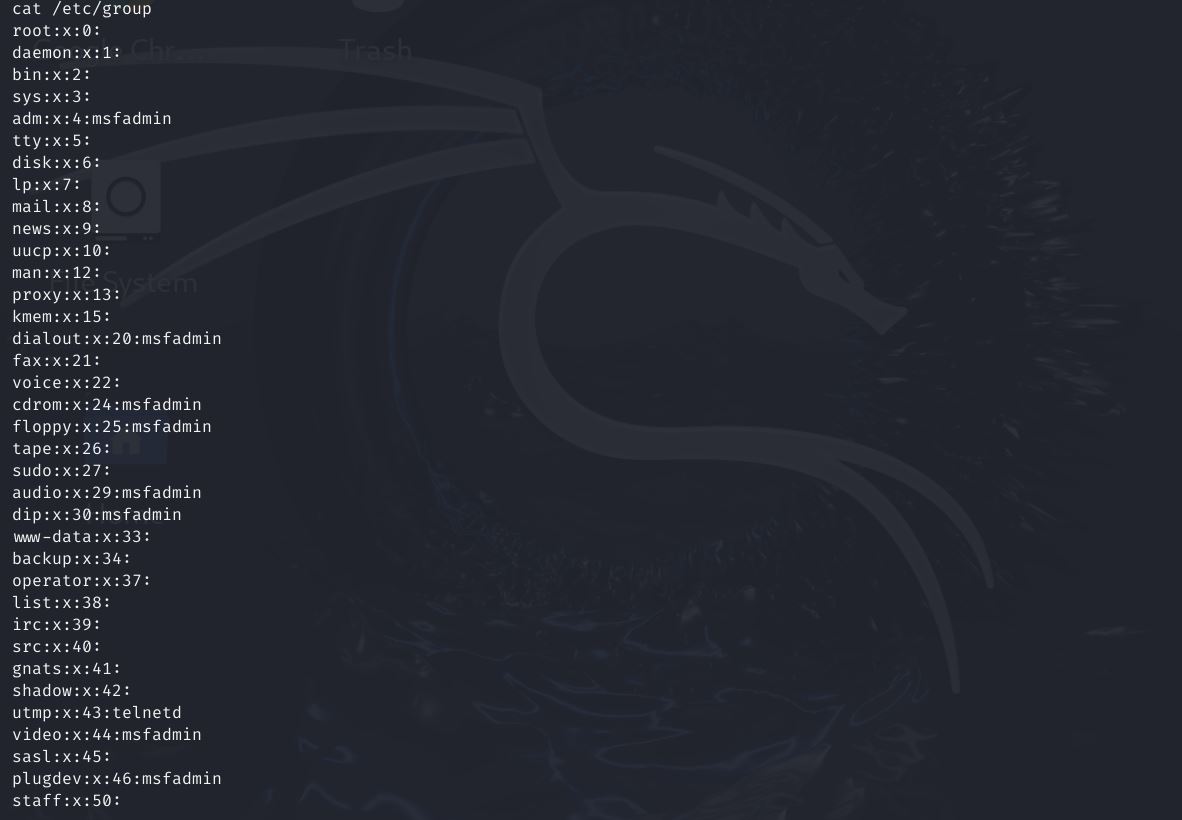 cat /etc/group
root:x:0:
daemon:x:1:
bin:x:2:
sys:x:3:
adm:x:4:msfadmin
tty:x:5:
disk:x:6:
lp:x:7:
mail:x:8:
news:x:9:
uucp:x:10:
man:x:12:
proxy:x:13:
kmem:x:15:
dialout:x:20:msfadmin
fax:x:21:
voice:x:22:
cdrom:x:24:msfadmin
floppy:x:25:msfadmin
tape:x:26:
sudo:x:27:
audio:x:29:msfadmin
dip:x:30:msfadmin
www-data:x:33:
backup:x:34:
operator:x:37:
list:x:38:
irc:x:39:
src:x:40:
gnats:x:41:
shadow:x:42:
utmp:x:43:telnetd
video:x:44:msfadmin
sasl:x:45:
plugdev:x:46:msfadmin
staff:x:50:
Chr...
Trash
File System